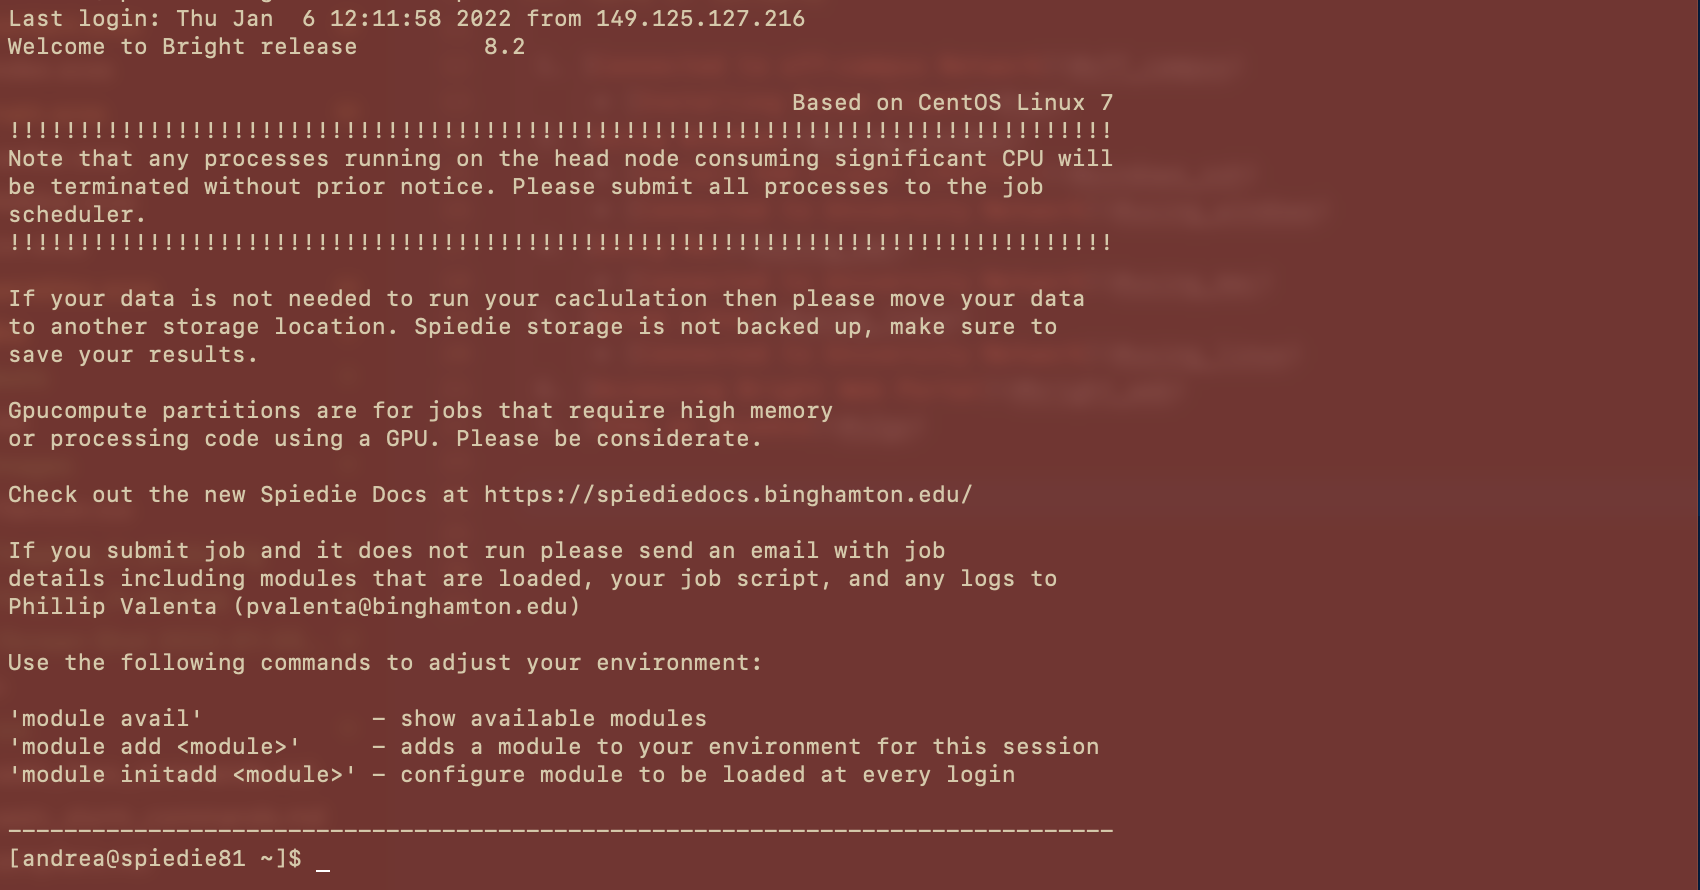 Last login: Thu Jan  6 12:11:58 2022 from 149.125.127.216
Welcome to Bright release         8.2
Based on CentOS Linux 7
!!!!!!!!!!!!!!!!!!!!!!!!!!!!!!!!!!!!!!!!!!!!!!!!!!!!!!!!!!!!!!!!!!!!!!!!!!!!!!!
Note that any processes running on the head node consuming significant CPU will
be terminated without prior notice. Please submit all processes to the job
scheduler.
!!!!!!!!!!!!!!!!!!!!!!!!!!!!!!!!!!!!!!!!!!!!!!!!!!!!!!!!!!!!!!!!!!!!!!!!!!!!!!!
If your data is not needed to run your caclulation then please move your data
to another storage location. Spiedie storage is not backed up, make sure to
save your results.
Gpucompute partitions are for jobs that require high memory
or processing code using a GPU. Please be considerate.
Check out the new Spiedie Docs at https://spiediedocs.binghamton.edu/
If you submit job and it does not run please send an email with job
details including modules that are loaded, your job script, and any logs to
Phillip Valenta (pvalenta@binghamton.edu)
Use the following commands to adjust your environment:
'module avail'            - show available modules
'module add <module>'     - adds a module to your environment for this session
'module initadd <module>' - configure module to be loaded at every login
-------------------------------------------------------------------------------
[andrea@spiedie81 ~]$ _